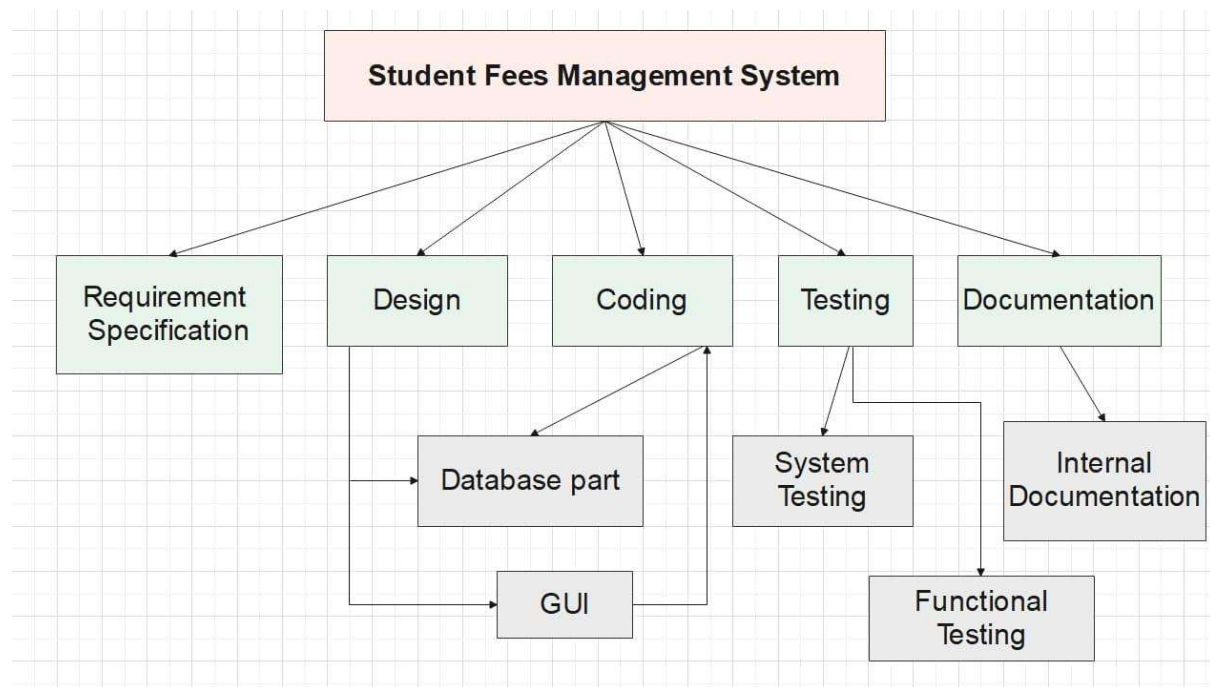 Student Fees Management System
Requirement
Specification
Design
Coding
Testing
Documentation
Database part
System
Testing
Internal
Documentation
GUI
Functional
Testing